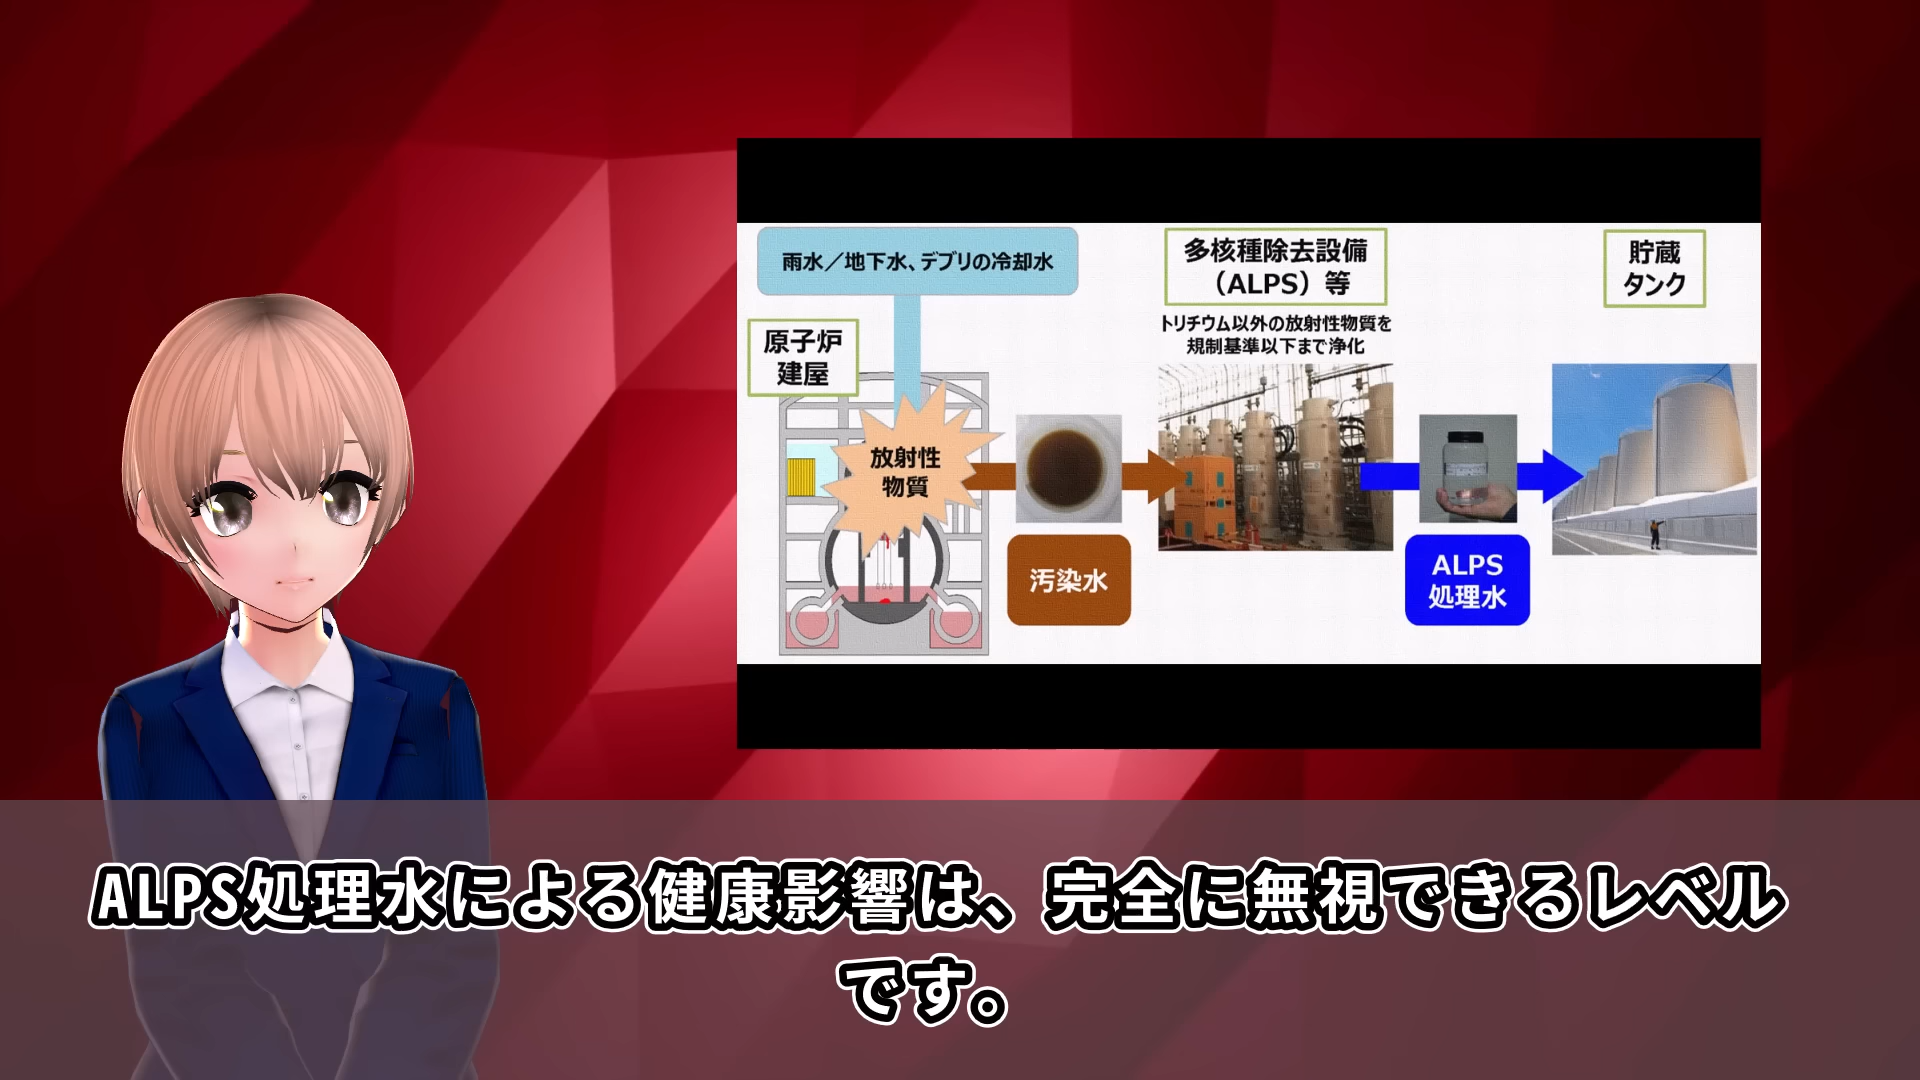 雨水／地下水、デブリの冷却水
原子炉
建屋
放射性
物質
汚染水
多核種除去設備
（ALPS）等
トリチウム以外の放射性物質を
規制基準以下まで浄化
ALPS
処理水
貯蔵
タンク
ALPS処理水による健康影響は、完全に無視できるレベル
です。